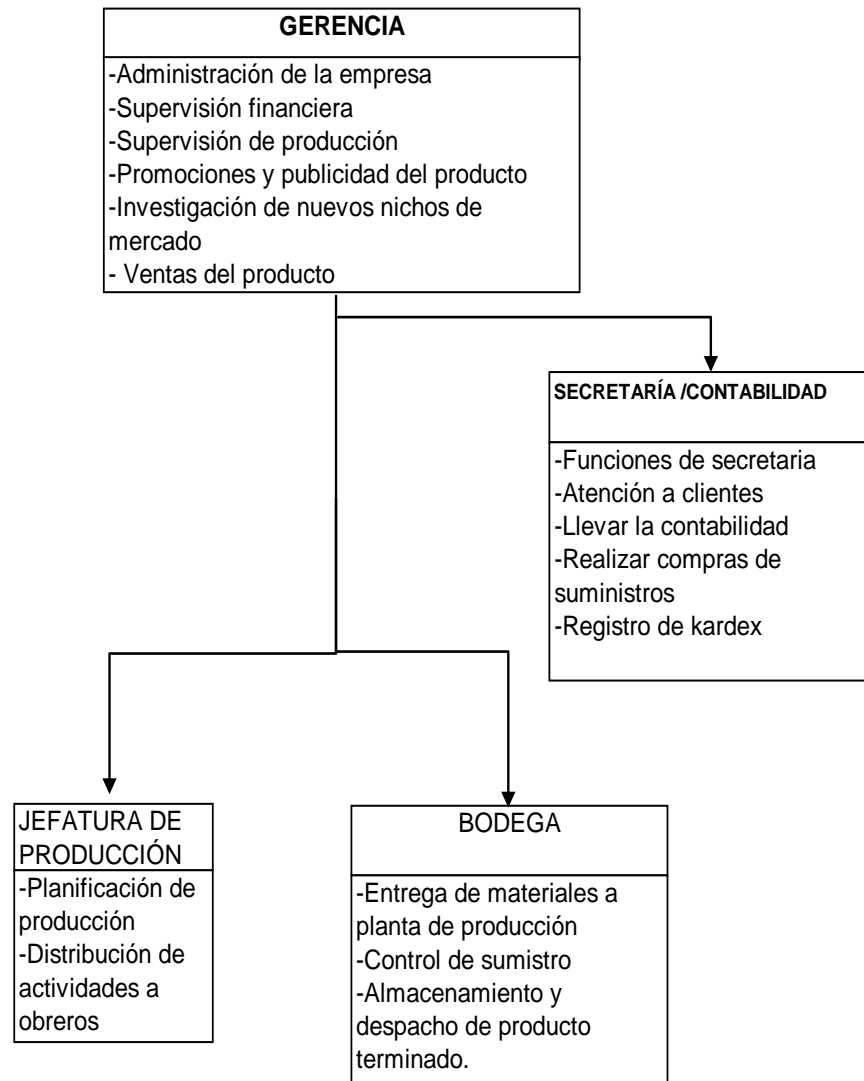 GERENCIA
-Administración de la empresa
-Supervisión financiera
-Supervisión de producción
-Promociones y publicidad del producto
-Investigación de nuevos nichos de
mercado
- Ventas del producto
SECRETARÍA /CONTABILIDAD
-Funciones de secretaria
-Atención a clientes
-Llevar la contabilidad
-Realizar compras de
suministros
-Registro de kardex
JEFATURA DE
PRODUCCIÓN
-Planificación de
producción
-Distribución de
actividades a
obreros
BODEGA
-Entrega de materiales a
planta de producción
-Control de sumistro
-Almacenamiento y
despacho de producto
terminado.